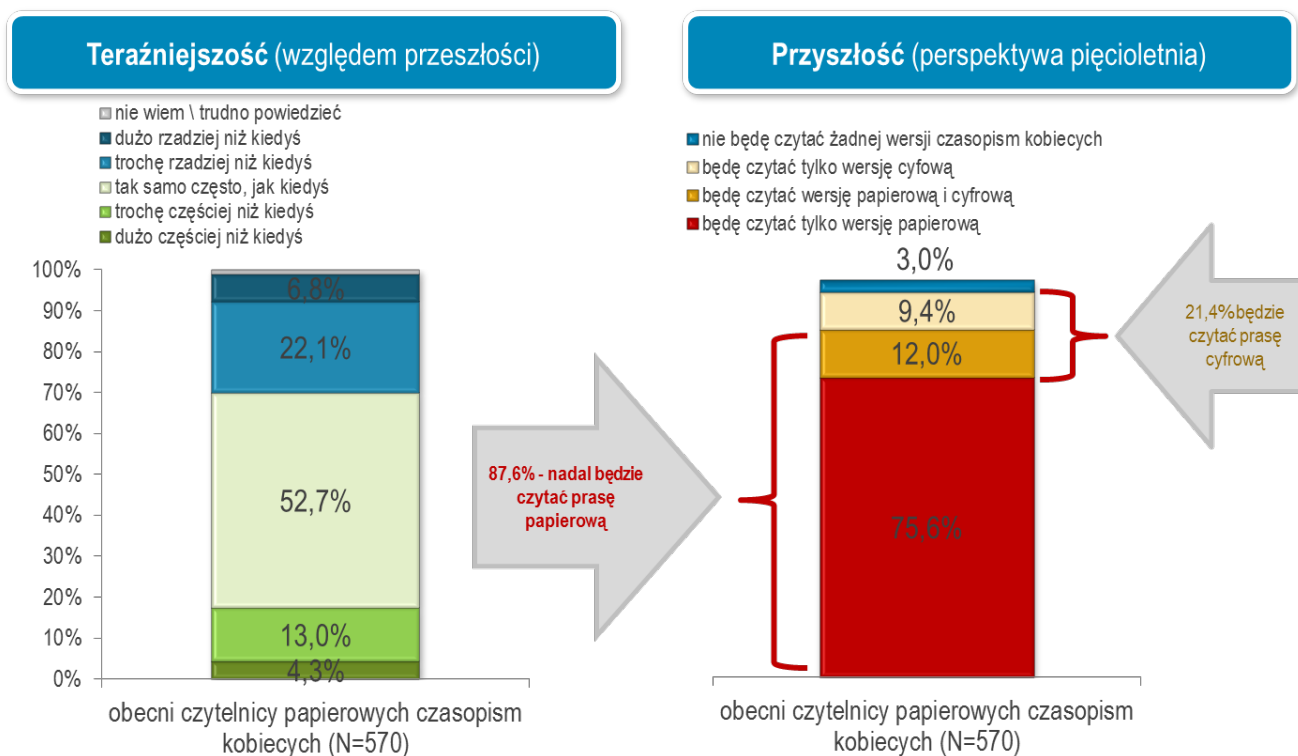 Teraźniejszość (względem przeszłości)
nie wiem \ trudno powiedzieć
dużo rzadziej niż kiedyś
trochę rzadziej niż kiedyś
tak samo często, jak kiedyś
trochę częściej niż kiedyś
dużo częściej niż kiedyś
100%
90%
80%
70%
60%
50%
40%
30%
20%
10%
0%
6,8%
22,1%
52,7%
13,0%
4,3%
obecni czytelnicy papierowych czasopism
kobiecych (N=570)
87,6% - nadal będzie
czytać prasę
papierową
Przyszłość (perspektywa pięcioletnia)
nie będę czytać żadnej wersji czasopism kobiecych
będę czytać tylko wersję cyfową
będę czytać wersję papierową i cyfrową
będę czytać tylko wersję papierową
3,0%
9,4%
12,0%
75,6%
obecni czytelnicy papierowych czasopism
kobiecych (N=570)
21,4% będzie
czytać prasę
cyfrową